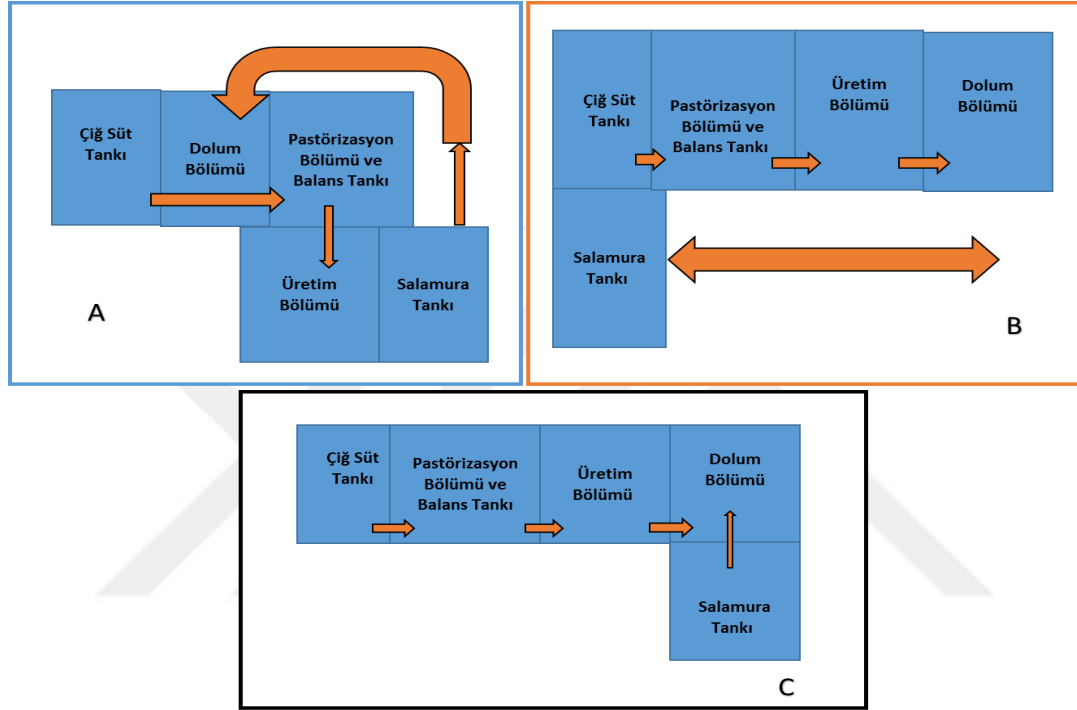 Çiğ Süt
Tankı
Dolum
Bölümü
Pastörizasyon
Bölümü ve
Balans Tankı
Üretim
Bölümü
Salamura
Tankı
A
Çiğ Süt
Tankı
Pastörizasyon
Bölümü ve
Balans Tankı
Üretim
Bölümü
Dolum
Bölümü
Salamura
Tankı
B
Çiğ Süt
Tankı
Pastörizasyon
Bölümü ve
Balans Tankı
Üretim
Bölümü
Dolum
Bölümü
Salamura
Tankı
C